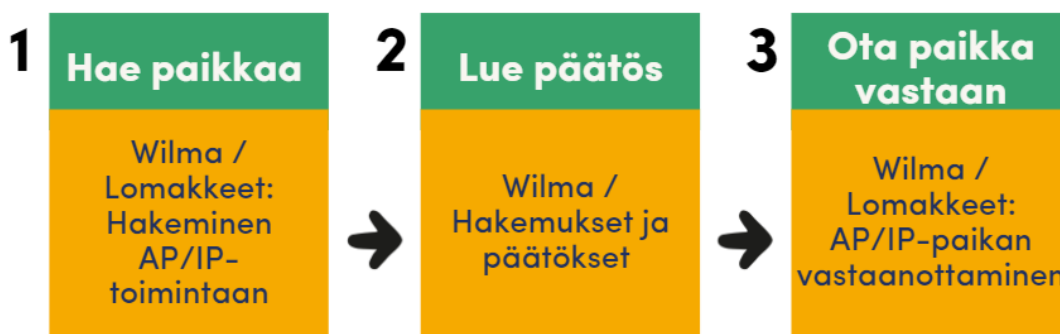 1
Hae paikkaa
Wilma /
Lomakkeet:
Hakeminen
AP/IP-
toimintaan
2
Lue päätös
Wilma /
Hakemukset ja
päätökset
3
Ota paikka
vastaan
Wilma /
Lomakkeet:
AP/IP-paikan
vastaanottaminen